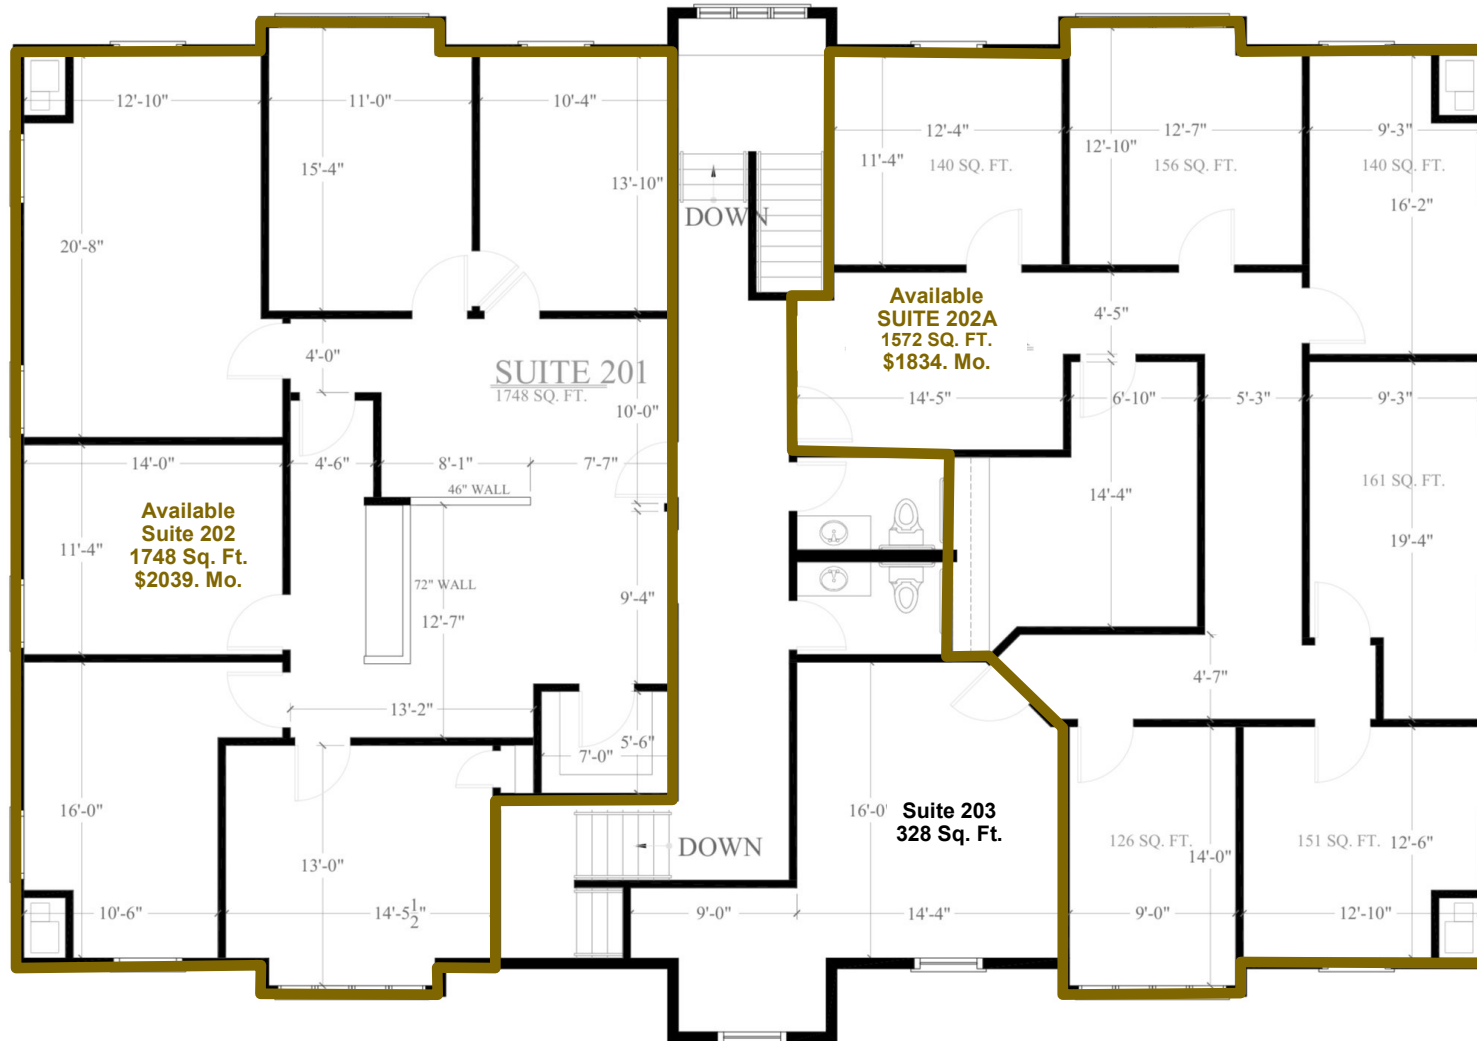 12'-10"
11'-0"
10'-4"
12'-4"
12'-7"
9'-3"
11'-4"
12'-10"
140 SQ. FT.
156 SQ. FT.
140 SQ. FT.
15'-4"
13'-10"
16'-2"
DOWN
20'-8"
Available
SUITE 202A
1572 SQ. FT.
$1834. Mo.
4'-5"
4'-0"
SUITE 201
1748 SQ. FT.
10'-0"
14'-5"
6'-10"
5'-3"
9'-3"
14'-0"
4'-6"
8'-1"
7'-7"
46" WALL
161 SQ. FT.
14'-4"
Available
Suite 202
1748 Sq. Ft.
$2039. Mo.
11'-4"
19'-4"
72" WALL
9'-4"
12'-7"
4'-7"
13'-2"
5'-6"
7'-0"
16'-0"
16'-0'
Suite 203
328 Sq. Ft.
DOWN
126 SQ. FT.
14'-0"
151 SQ. FT.
12'-6"
13'-0"
10'-6"
14'-5 1/2"
9'-0"
14'-4"
9'-0"
12'-10"